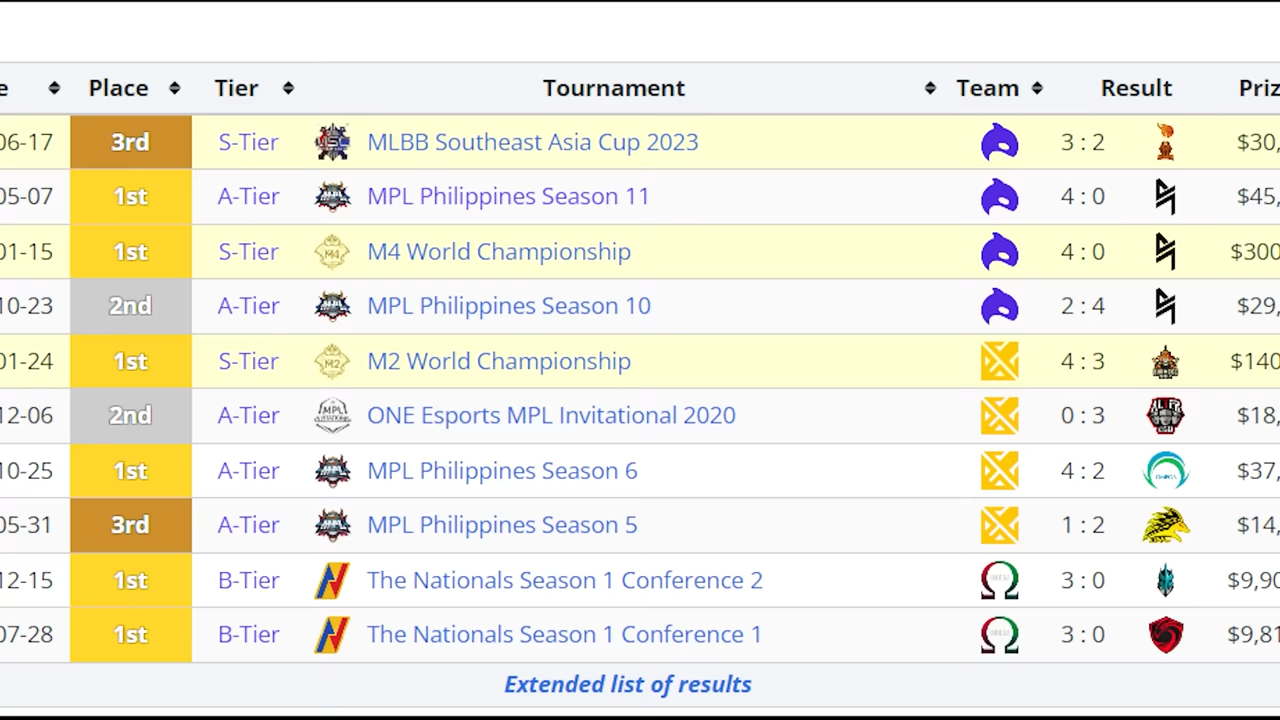 e Place Tier Tournament Team Result Priz
06-17 3rd S-Tier MLBB Southeast Asia Cup 2023 3 : 2 $30,
05-07 1st A-Tier MPL Philippines Season 11 4 : 0 $45,
01-15 1st S-Tier M4 M4 World Championship 4 : 0 $300
10-23 2nd A-Tier MPL Philippines Season 10 2 : 4 $29,
01-24 1st S-Tier M2 M2 World Championship 4 : 3 $140
12-06 2nd A-Tier MPL ONE Esports MPL Invitational 2020 0 : 3 $18,
10-25 1st A-Tier MPL Philippines Season 6 4 : 2 $37,
05-31 3rd A-Tier MPL Philippines Season 5 1 : 2 $14,
12-15 1st B-Tier The Nationals Season 1 Conference 2 3 : 0 $9,90
07-28 1st B-Tier The Nationals Season 1 Conference 1 3 : 0 $9,81
Extended list of results